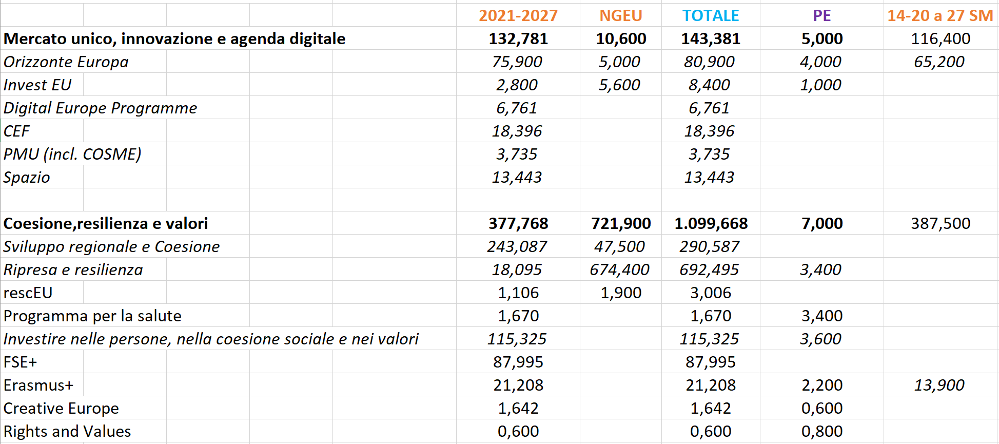 2021-2027 NGEU TOTALE PE 14-20 a 27 SM
Mercato unico, innovazione e agenda digitale 132,781 10,600 143,381 5,000 116,400
Orizzonte Europa 75,900 5,000 80,900 4,000 65,200
Invest EU 2,800 5,600 8,400 1,000
Digital Europe Programme 6,761 6,761
CEF 18,396 18,396
PMU (incl. COSME) 3,735 3,735
Spazio 13,443 13,443
Coesione,resilienza e valori 377,768 721,900 1.099,668 7,000 387,500
Sviluppo regionale e Coesione 243,087 47,500 290,587
Ripresa e resilienza 18,095 674,400 692,495 3,400
rescEU 1,106 1,900 3,006
Programma per la salute 1,670 1,670 3,400
Investire nelle persone, nella coesione sociale e nei valori 115,325 115,325 3,600
FSE+ 87,995 87,995
Erasmus+ 21,208 21,208 2,200 13,900
Creative Europe 1,642 1,642 0,600
Rights and Values 0,600 0,600 0,800